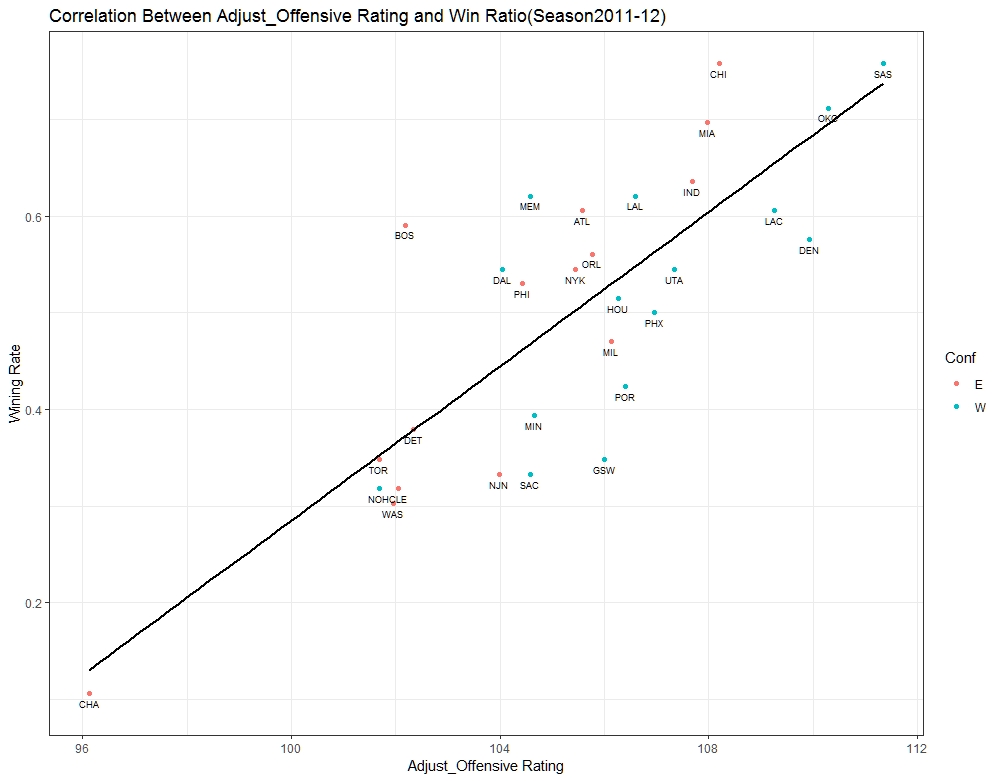 Correlation Between Adjust_Offensive Rating and Win Ratio(Season2011-12)
CHI
SAS
OKC
MIA
IND
MEM
LAL
ATL
LAC
BOS
DEN
ORL
DAL
NYK
UTA
PHI
HOU
PHX
MIL
POR
MIN
DET
TOR
GSW
NJN
SAC
NOH
CLE
WAS
CHA
0.6
0.4
0.2
Wining Rate
96
100
104
108
112
Adjust_Offensive Rating
Conf
E
W